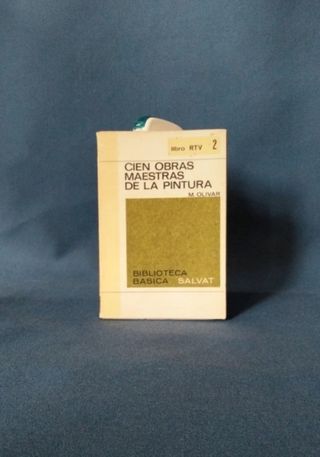 libro RTV 2
CIEN OBRAS
MAESTRAS
DE LA PINTURA
M. OLIVAR
BIBLIOTECA
BASICA SALVAT